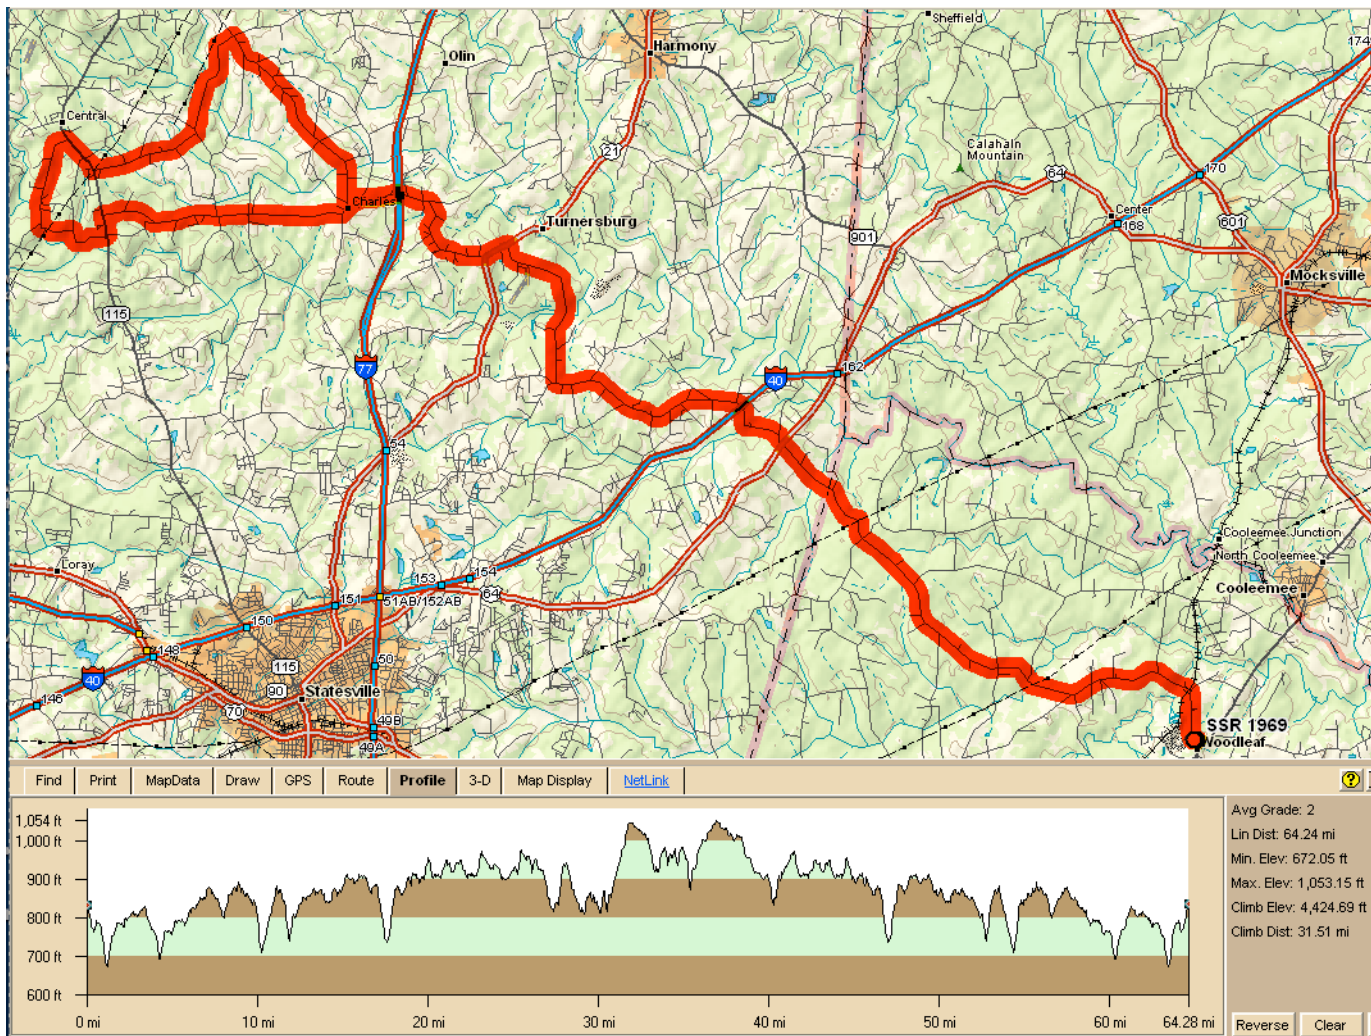 Sheffield
Olin
Harmony
174
Central
21
Calahaln
Mountain
64
170
Charles
Turnersburg
901
Center
168
601
Mocksville
115
77
40
162
54
Cooleemee Junction
North Cooleemee
Cooleemee
Loray
153
154
64
151
51AB/152AB
150
148
115
50
40
90
Statesville
146
70
49B
49A
SSR 1969
Woodleaf
Find Print MapData Draw GPS Route Profile 3-D Map Display NetLink ?
1,054 ft
1,000 ft
900 ft
800 ft
700 ft
600 ft
0 mi 10 mi 20 mi 30 mi 40 mi 50 mi 60 mi 64.28 mi
Avg Grade: 2
Lin Dist: 64.24 mi
Min. Elev: 672.05 ft
Max. Elev: 1,053.15 ft
Climb Elev: 4,424.69 ft
Climb Dist: 31.51 mi
Reverse Clear